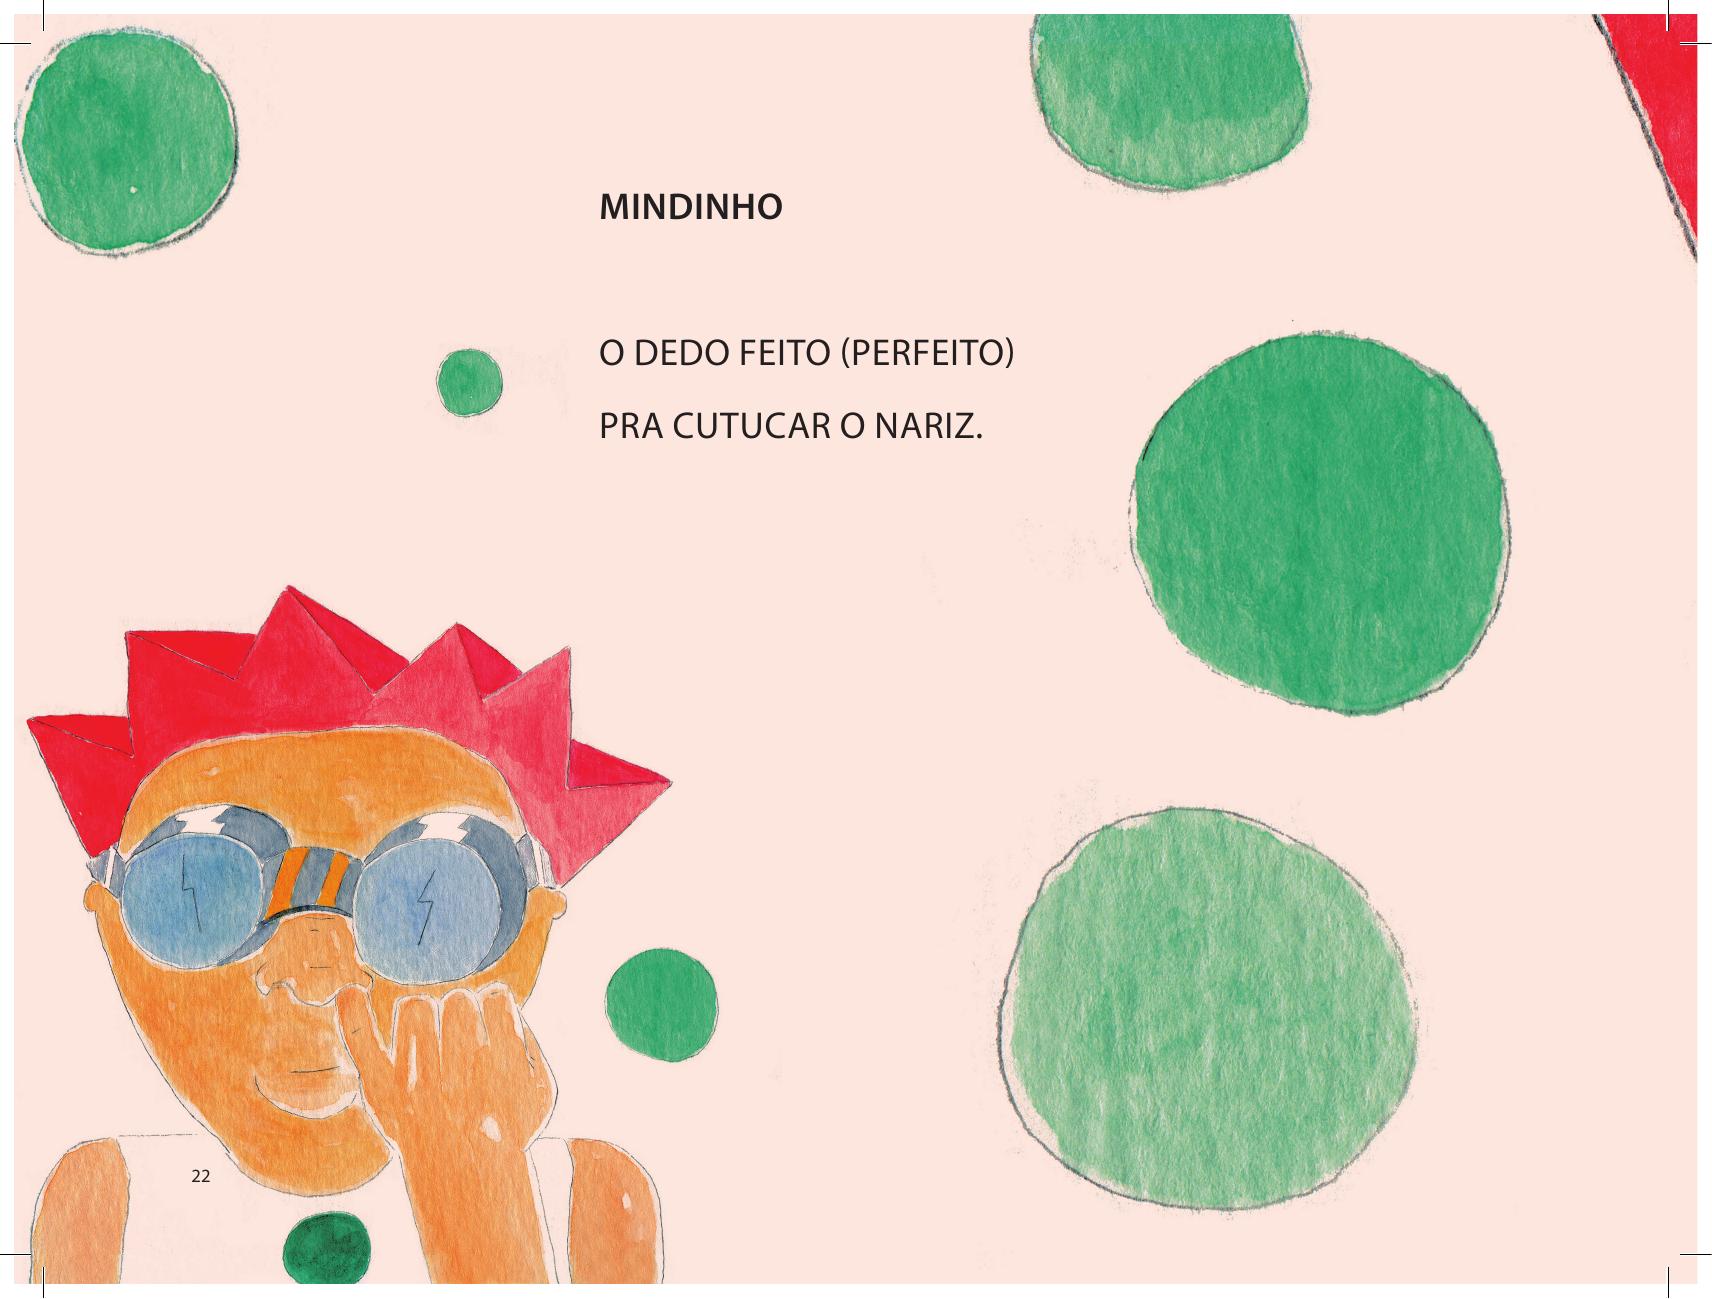 MINDINHO
O DEDO FEITO (PERFEITO)
PRA CUTUCAR O NARIZ.
22